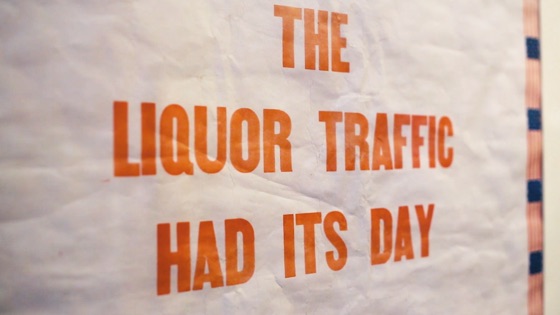 THE
LIQUOR TRAFFIC
HAD ITS DAY